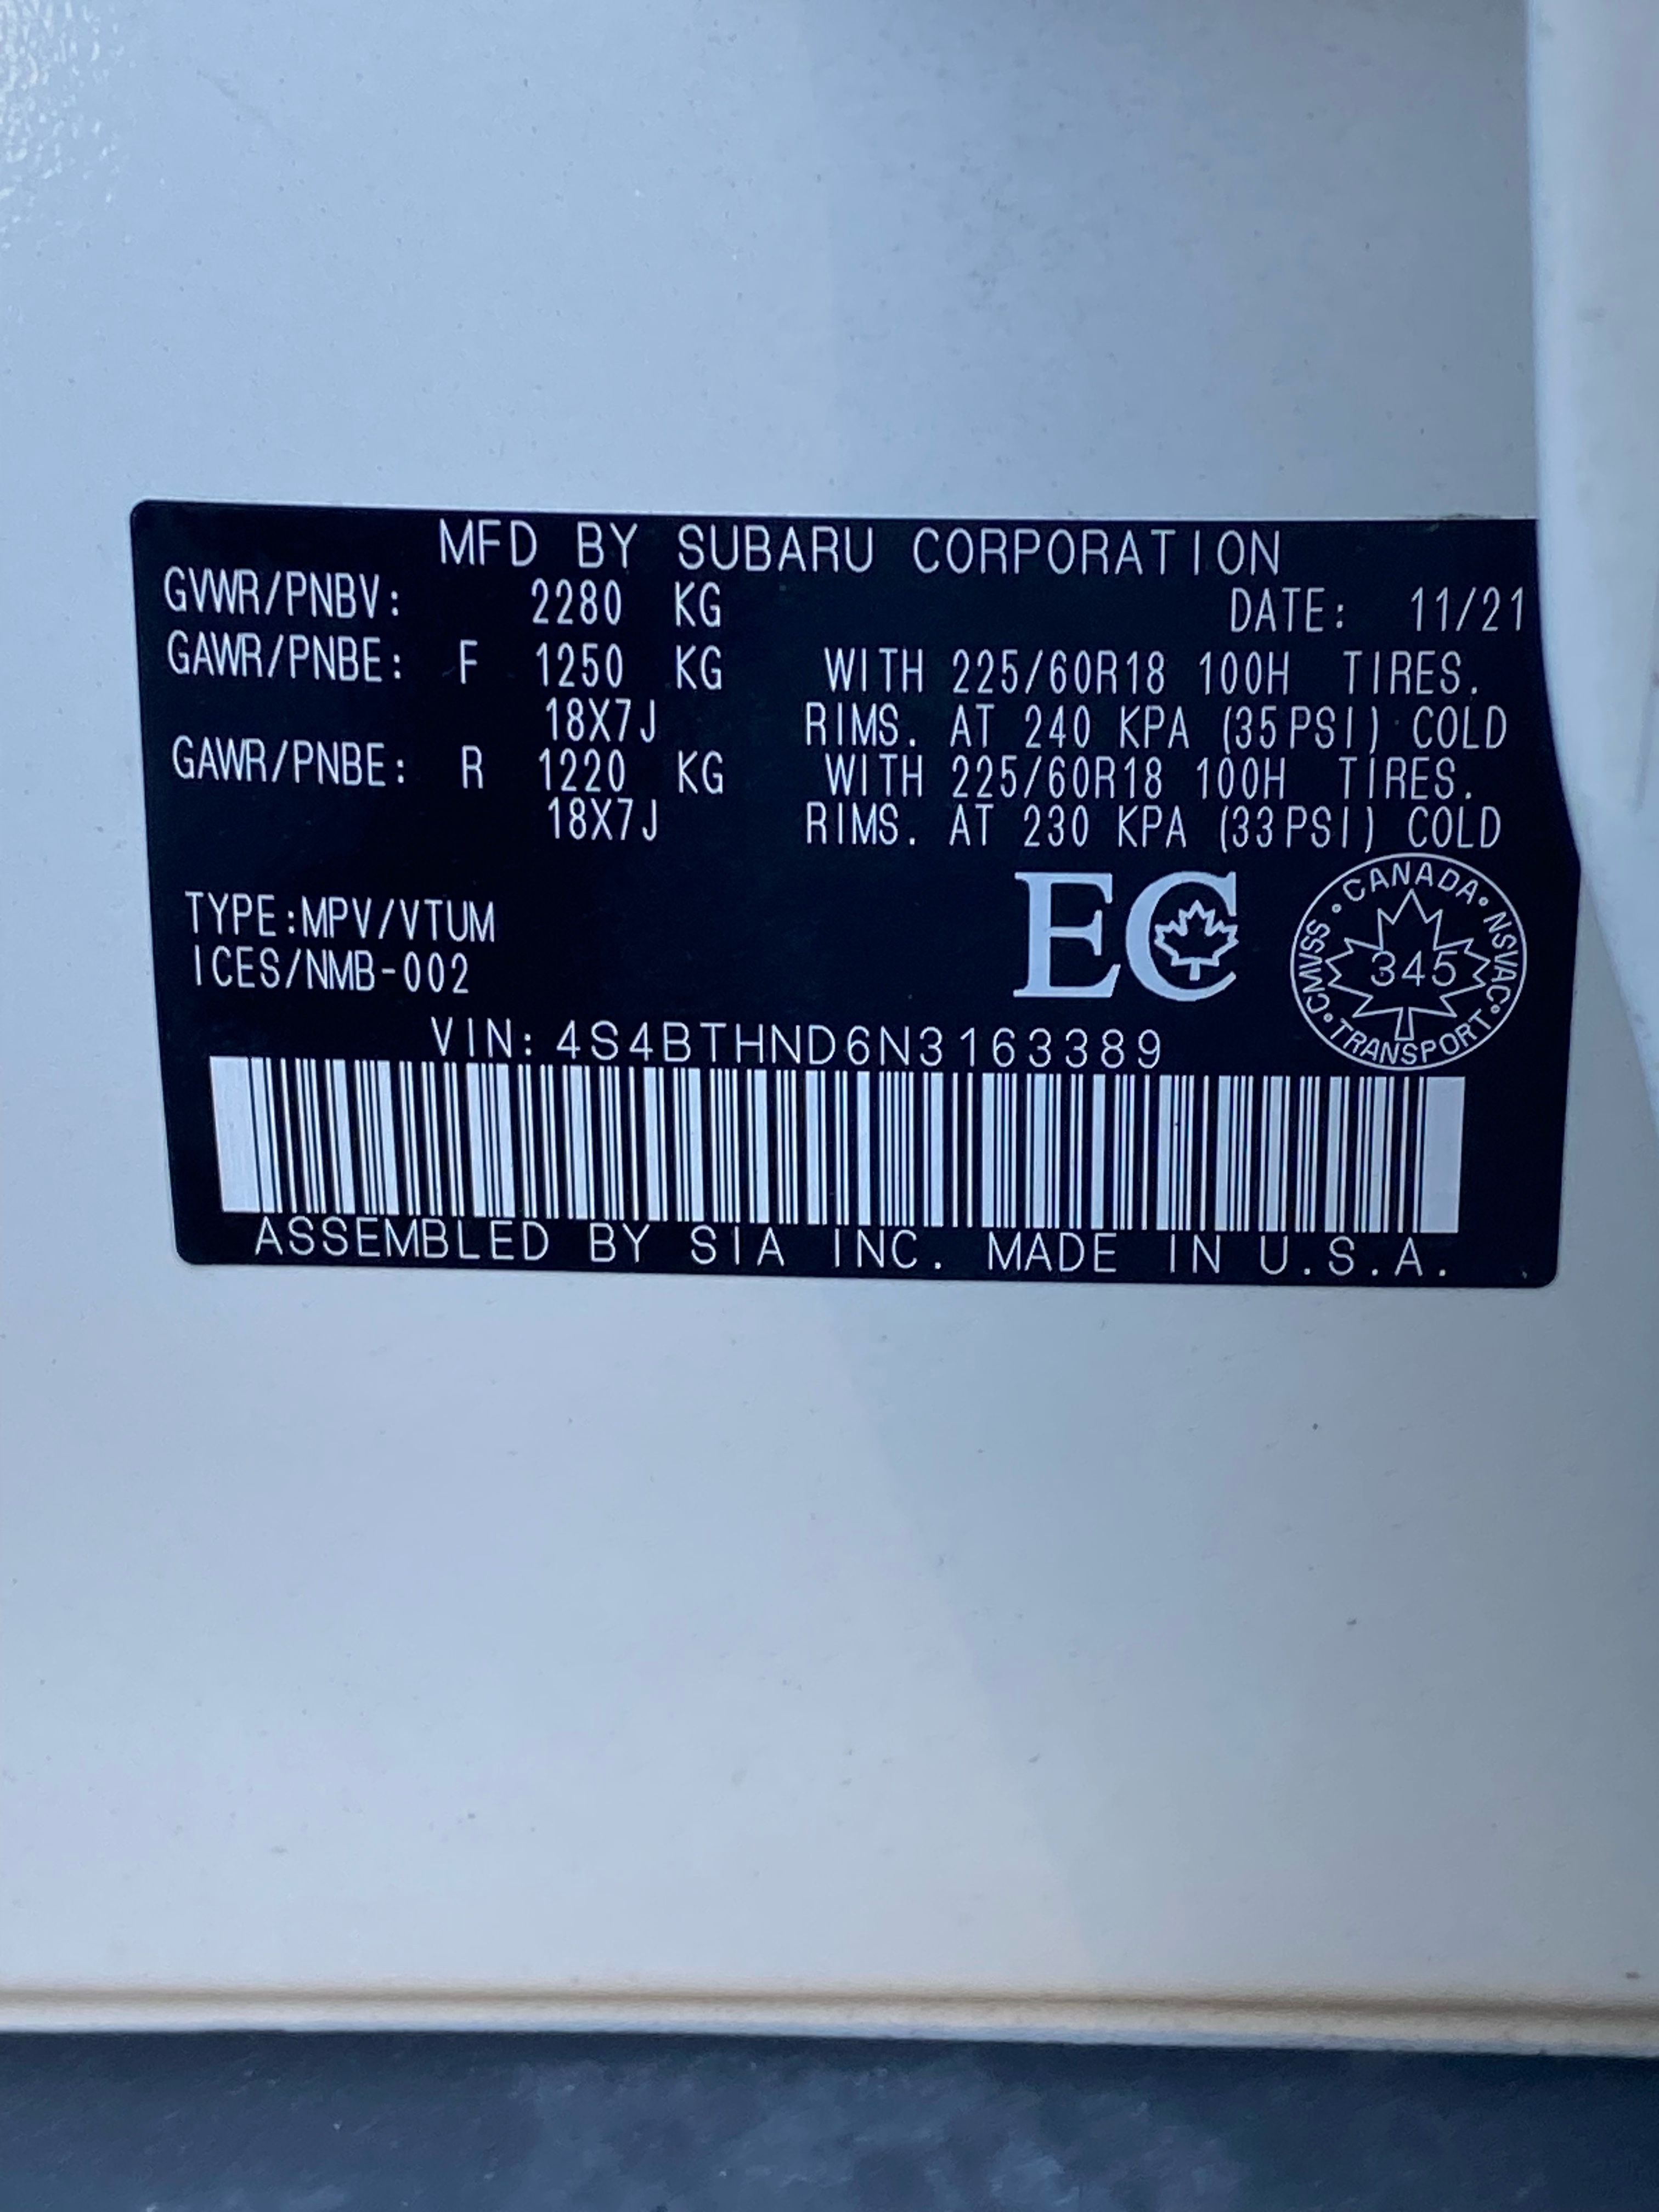 MFD BY SUBARU CORPORATION
GVWR/PNBV: 2280 KG DATE: 11/21
GAWR/PNBE: F 1250 KG WITH 225/60R18 100H TIRES.
18X7J RIMS. AT 240 KPA (35PSI) COLD
GAWR/PNBE: R 1220 KG WITH 225/60R18 100H TIRES.
18X7J RIMS. AT 230 KPA (33PSI) COLD
TYPE:MPV/VTUM
ICES/NMB-002
EC
CANADA • NSVAC • TRANSPORT • CMVSS •
345
VIN: 4S4BTHND6N3163389
ASSEMBLED BY SIA INC. MADE IN U.S.A.